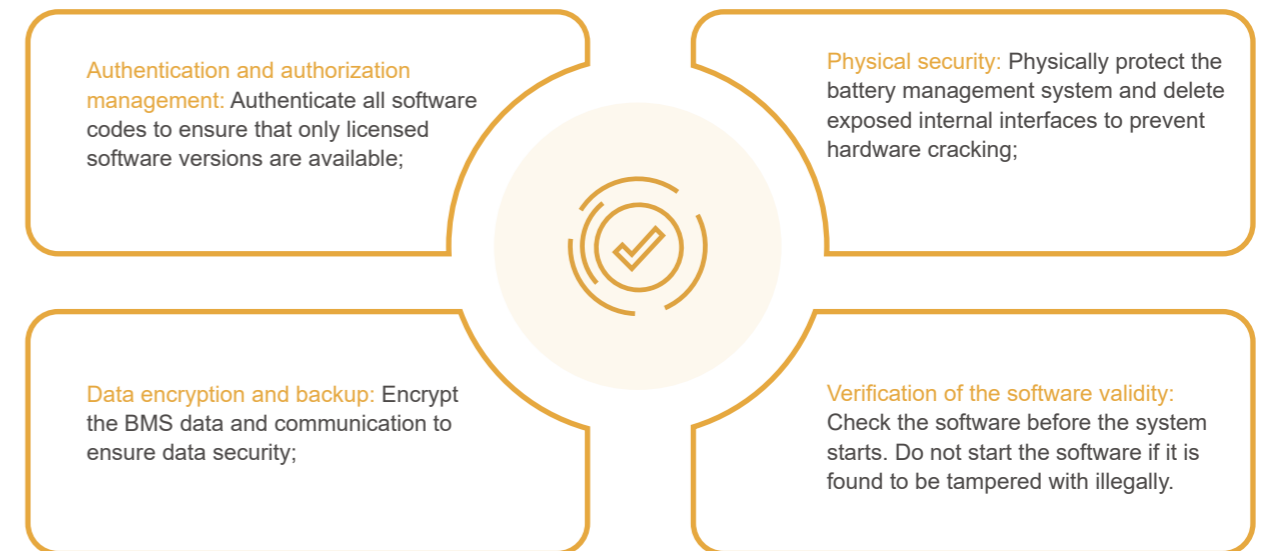 Authentication and authorization
management: Authenticate all software
codes to ensure that only licensed
software versions are available;
Physical security: Physically protect the
battery management system and delete
exposed internal interfaces to prevent
hardware cracking;
Data encryption and backup: Encrypt
the BMS data and communication to
ensure data security;
Verification of the software validity:
Check the software before the system
starts. Do not start the software if it is
found to be tampered with illegally.